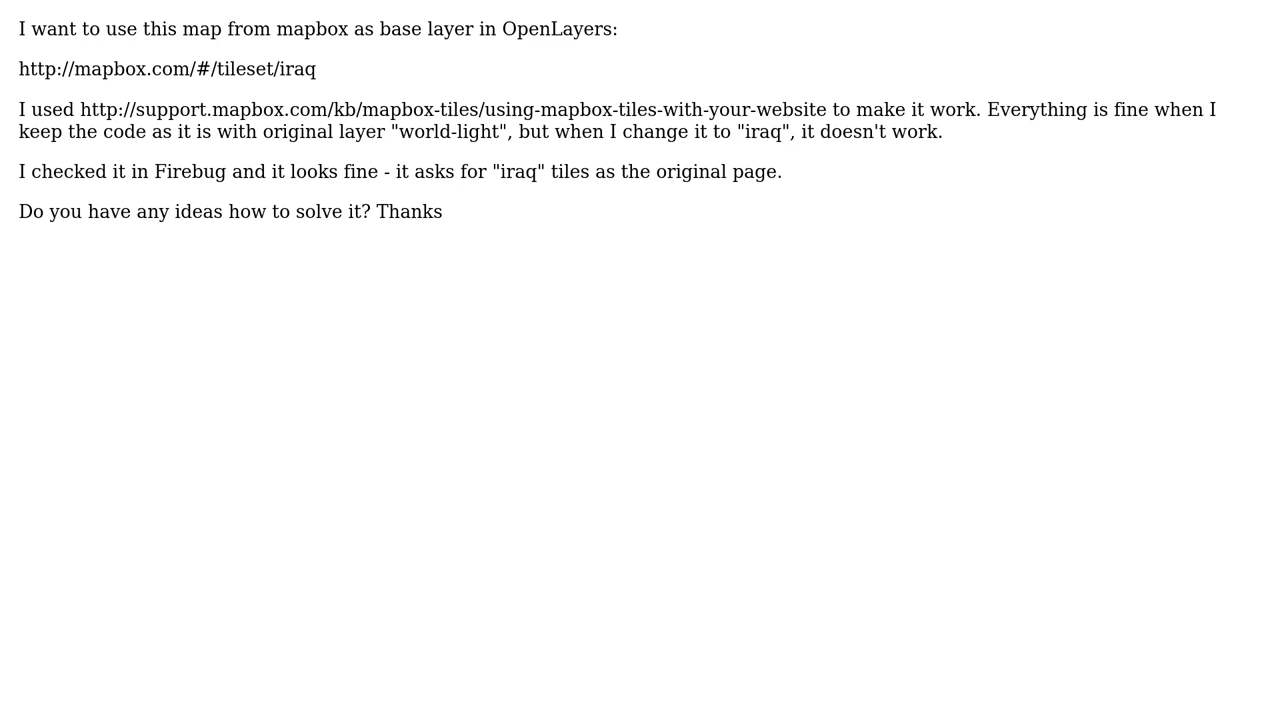 I want to use this map from mapbox as base layer in OpenLayers:
http://mapbox.com/#/tileset/iraq
I used http://support.mapbox.com/kb/mapbox-tiles/using-mapbox-tiles-with-your-website to make it work. Everything is fine when I
keep the code as it is with original layer "world-light", but when I change it to "iraq", it doesn't work.
I checked it in Firebug and it looks fine - it asks for "iraq" tiles as the original page.
Do you have any ideas how to solve it? Thanks